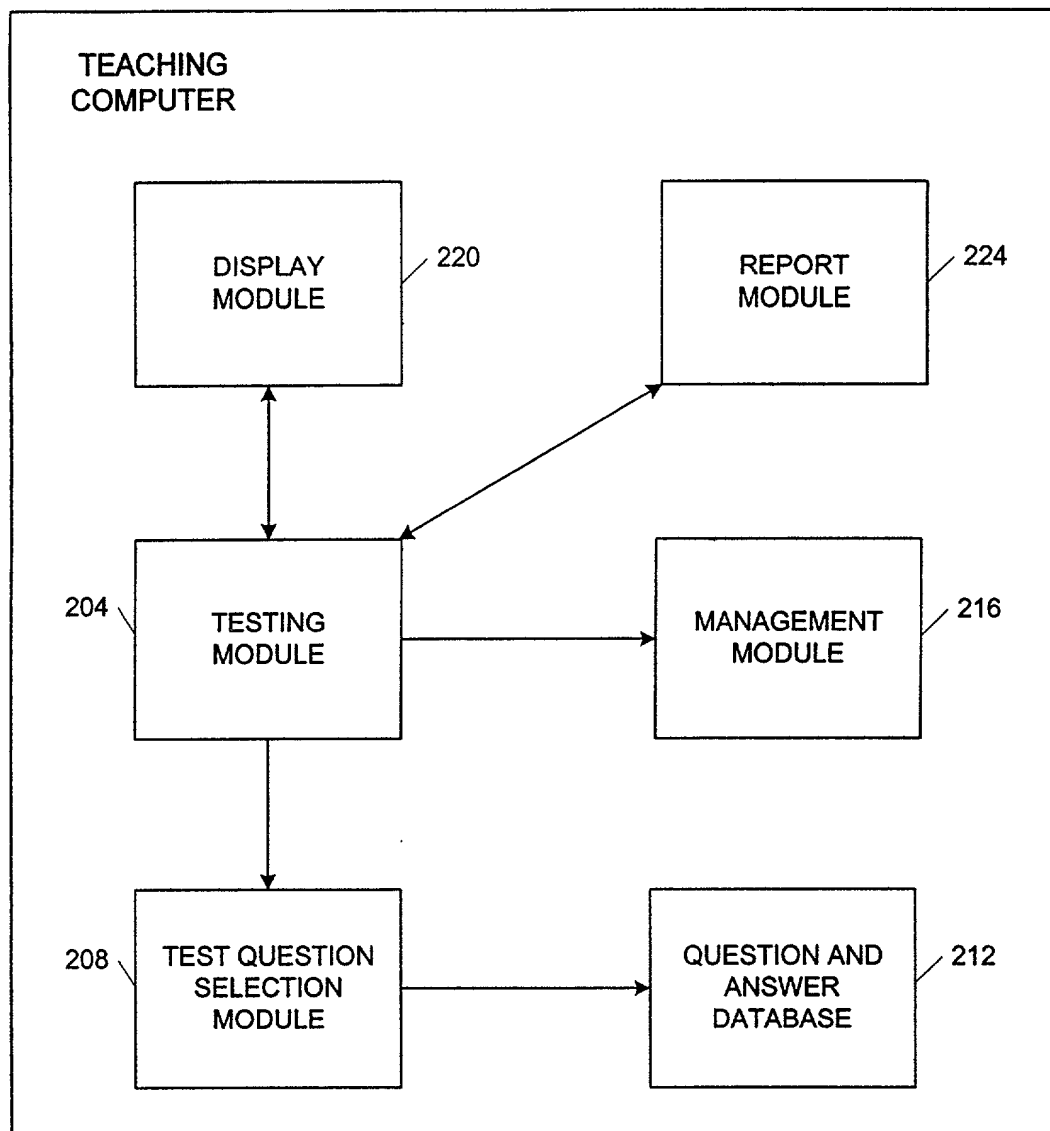 TEACHING
COMPUTER
DISPLAY
MODULE
220
REPORT
MODULE
224
204
TESTING
MODULE
MANAGEMENT
MODULE
216
208
TEST QUESTION
SELECTION
MODULE
QUESTION AND
ANSWER
DATABASE
212